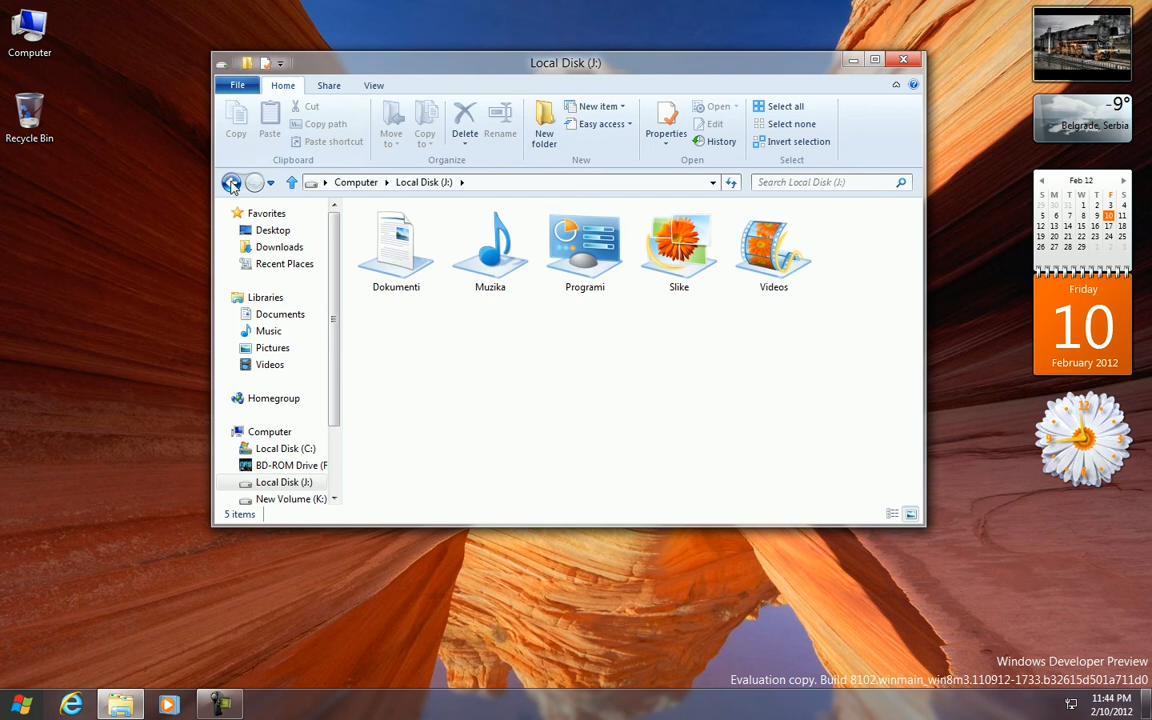 Computer
Recycle Bin
Local Disk (J:)
File
Home
Share
View
Copy
Paste
Cut
Copy path
Paste shortcut
Clipboard
Move to
Copy to
Delete
Rename
Organize
New folder
New item
Easy access
New
Properties
Open
Edit
History
Open
Select all
Select none
Invert selection
Select
Computer
Local Disk (J:)
Search Local Disk (J:)
Favorites
Desktop
Downloads
Recent Places
Libraries
Documents
Music
Pictures
Videos
Homegroup
Computer
Local Disk (C:)
BD-ROM Drive (F
Local Disk (J:)
New Volume (K:)
Dokumenti
Muzika
Programi
Slike
Videos
5 items
-9°
Belgrade, Serbia
Feb 12
S M T W T F S
29 30 31 1 2 3 4
5 6 7 8 9 10 11
12 13 14 15 16 17 18
19 20 21 22 23 24 25
26 27 28 29 1 2 3
Friday
10
February 2012
12
Windows Developer Preview
Evaluation copy. Build 8102.winmain_win8m3.110912-1733.b32615d501a711d0
11:44 PM
2/10/2012